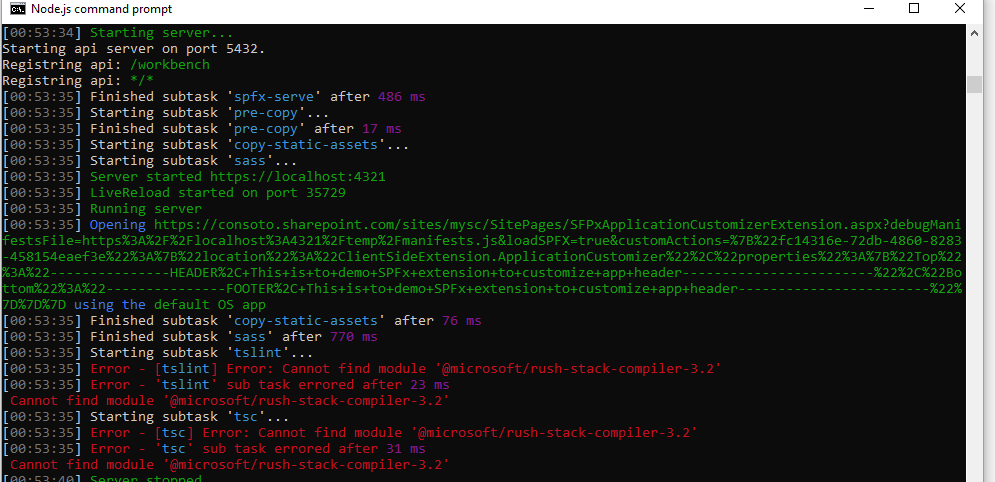 Node.js command prompt
[00:53:34] Starting server...
Starting api server on port 5432.
Registring api: /workbench
Registring api: */*
[00:53:35] Finished subtask 'spfx-serve' after 486 ms
[00:53:35] Starting subtask 'pre-copy'...
[00:53:35] Finished subtask 'pre-copy' after 17 ms
[00:53:35] Starting subtask 'copy-static-assets'...
[00:53:35] Starting subtask 'sass'...
[00:53:35] Server started https://localhost:4321
[00:53:35] LiveReload started on port 35729
[00:53:35] Running server
[00:53:35] Opening https://consoto.sharepoint.com/sites/mysc/SitePages/SFPxApplicationCustomizerExtension.aspx?debugMani
festsFile=https%3A%2F%2Flocalhost%3A4321%2Ftemp%2Fmanifests.js&loadSPFX=true&customActions=%7B%22fc14316e-72db-4860-8283
-458154eaef3e%22%3A%7B%22location%22%3A%22ClientSideExtension.ApplicationCustomizer%22%2C%22properties%22%3A%7B%22Top%22
%3A%22---------------HEADER%2C+This+is+to+demo+SPFx+extension+to+customize+app+header------------------------%22%2C%22Bo
ttom%22%3A%22---------------FOOTER%2C+This+is+to+demo+SPFx+extension+to+customize+app+header------------------------%22%
7D%7D%7D using the default OS app
[00:53:35] Finished subtask 'copy-static-assets' after 76 ms
[00:53:35] Finished subtask 'sass' after 770 ms
[00:53:35] Starting subtask 'tslint'...
[00:53:35] Error - [tslint] Error: Cannot find module '@microsoft/rush-stack-compiler-3.2'
[00:53:35] Error - 'tslint' sub task errored after 23 ms
 Cannot find module '@microsoft/rush-stack-compiler-3.2'
[00:53:35] Starting subtask 'tsc'...
[00:53:35] Error - [tsc] Error: Cannot find module '@microsoft/rush-stack-compiler-3.2'
[00:53:35] Error - 'tsc' sub task errored after 31 ms
 Cannot find module '@microsoft/rush-stack-compiler-3.2'
[00:53:40] Server stopped